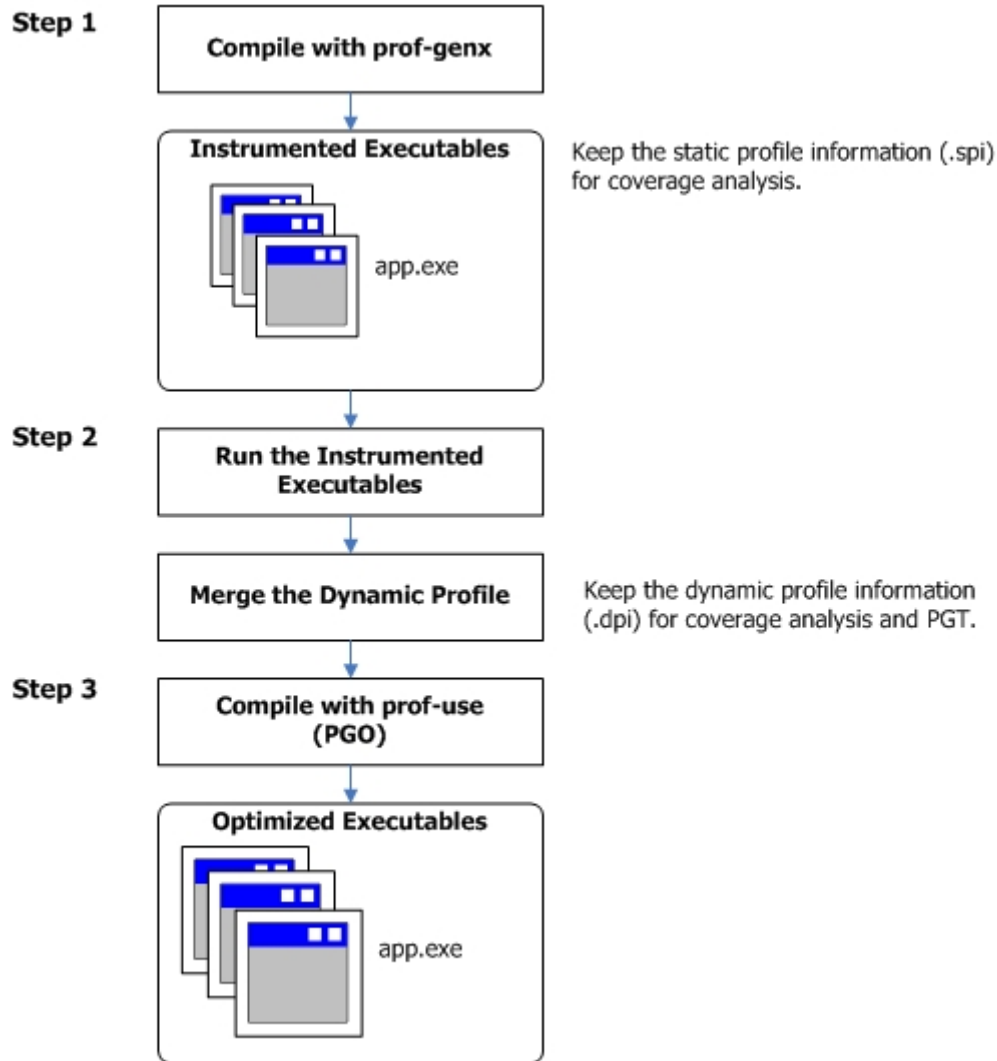 Step 1
Compile with prof-genx
Instrumented Executables
Keep the static profile information (.spi)
for coverage analysis.
app.exe
Step 2
Run the Instrumented
Executables
Merge the Dynamic Profile
Keep the dynamic profile information
(.dpi) for coverage analysis and PGT.
Step 3
Compile with prof-use
(PGO)
Optimized Executables
app.exe